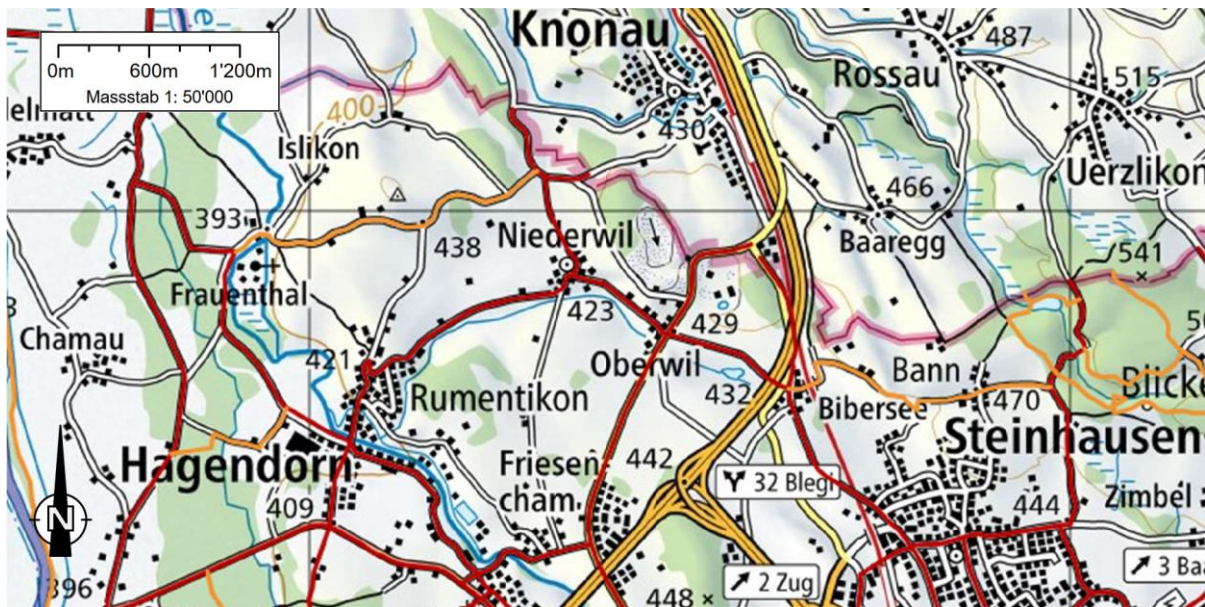 Knonau
0m 600m 1'200m
Massstab 1: 50'000
487
Rossau
515
400
430
Islikon
Uerzlikon
466
393
438
Niederwil
Baaregg
541
Frauenthal
423
429
Chamau
421
Oberwil
Bann
Rumentikon
432
Bibersee
470
Blicke
Steinhausen
Hagendorn
Friesen
cham
442
32 Blegi
409
444
Zimbel
N
396
2 Zug
3 Baa
448